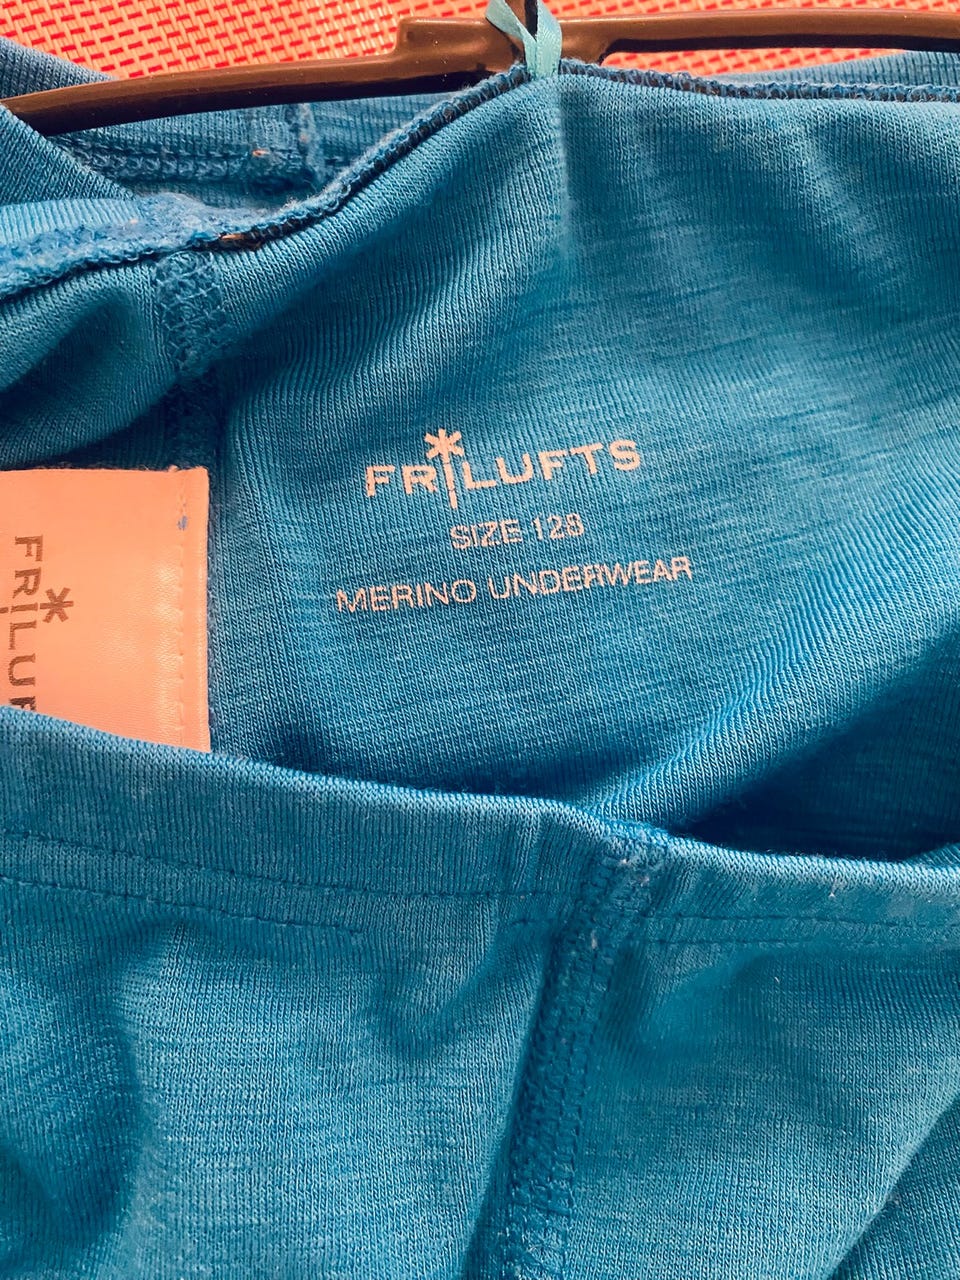 FRILUFTS
SIZE 128
MERINO UNDERWEAR
FRILUF